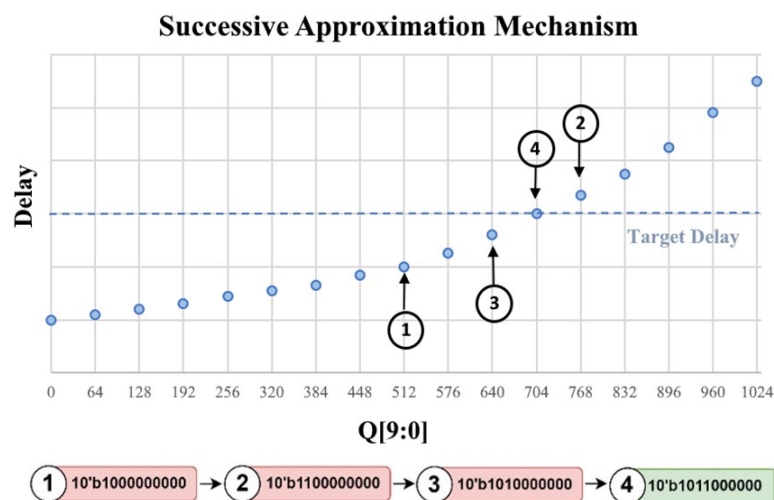 Successive Approximation Mechanism
Delay
4
2
Target Delay
3
1
0 64 128 192 256 320 384 448 512 576 640 704 768 832 896 960 1024
Q[9:0]
1 10'b1000000000 2 10'b1100000000 3 10'b1010000000 4 10'b1011000000